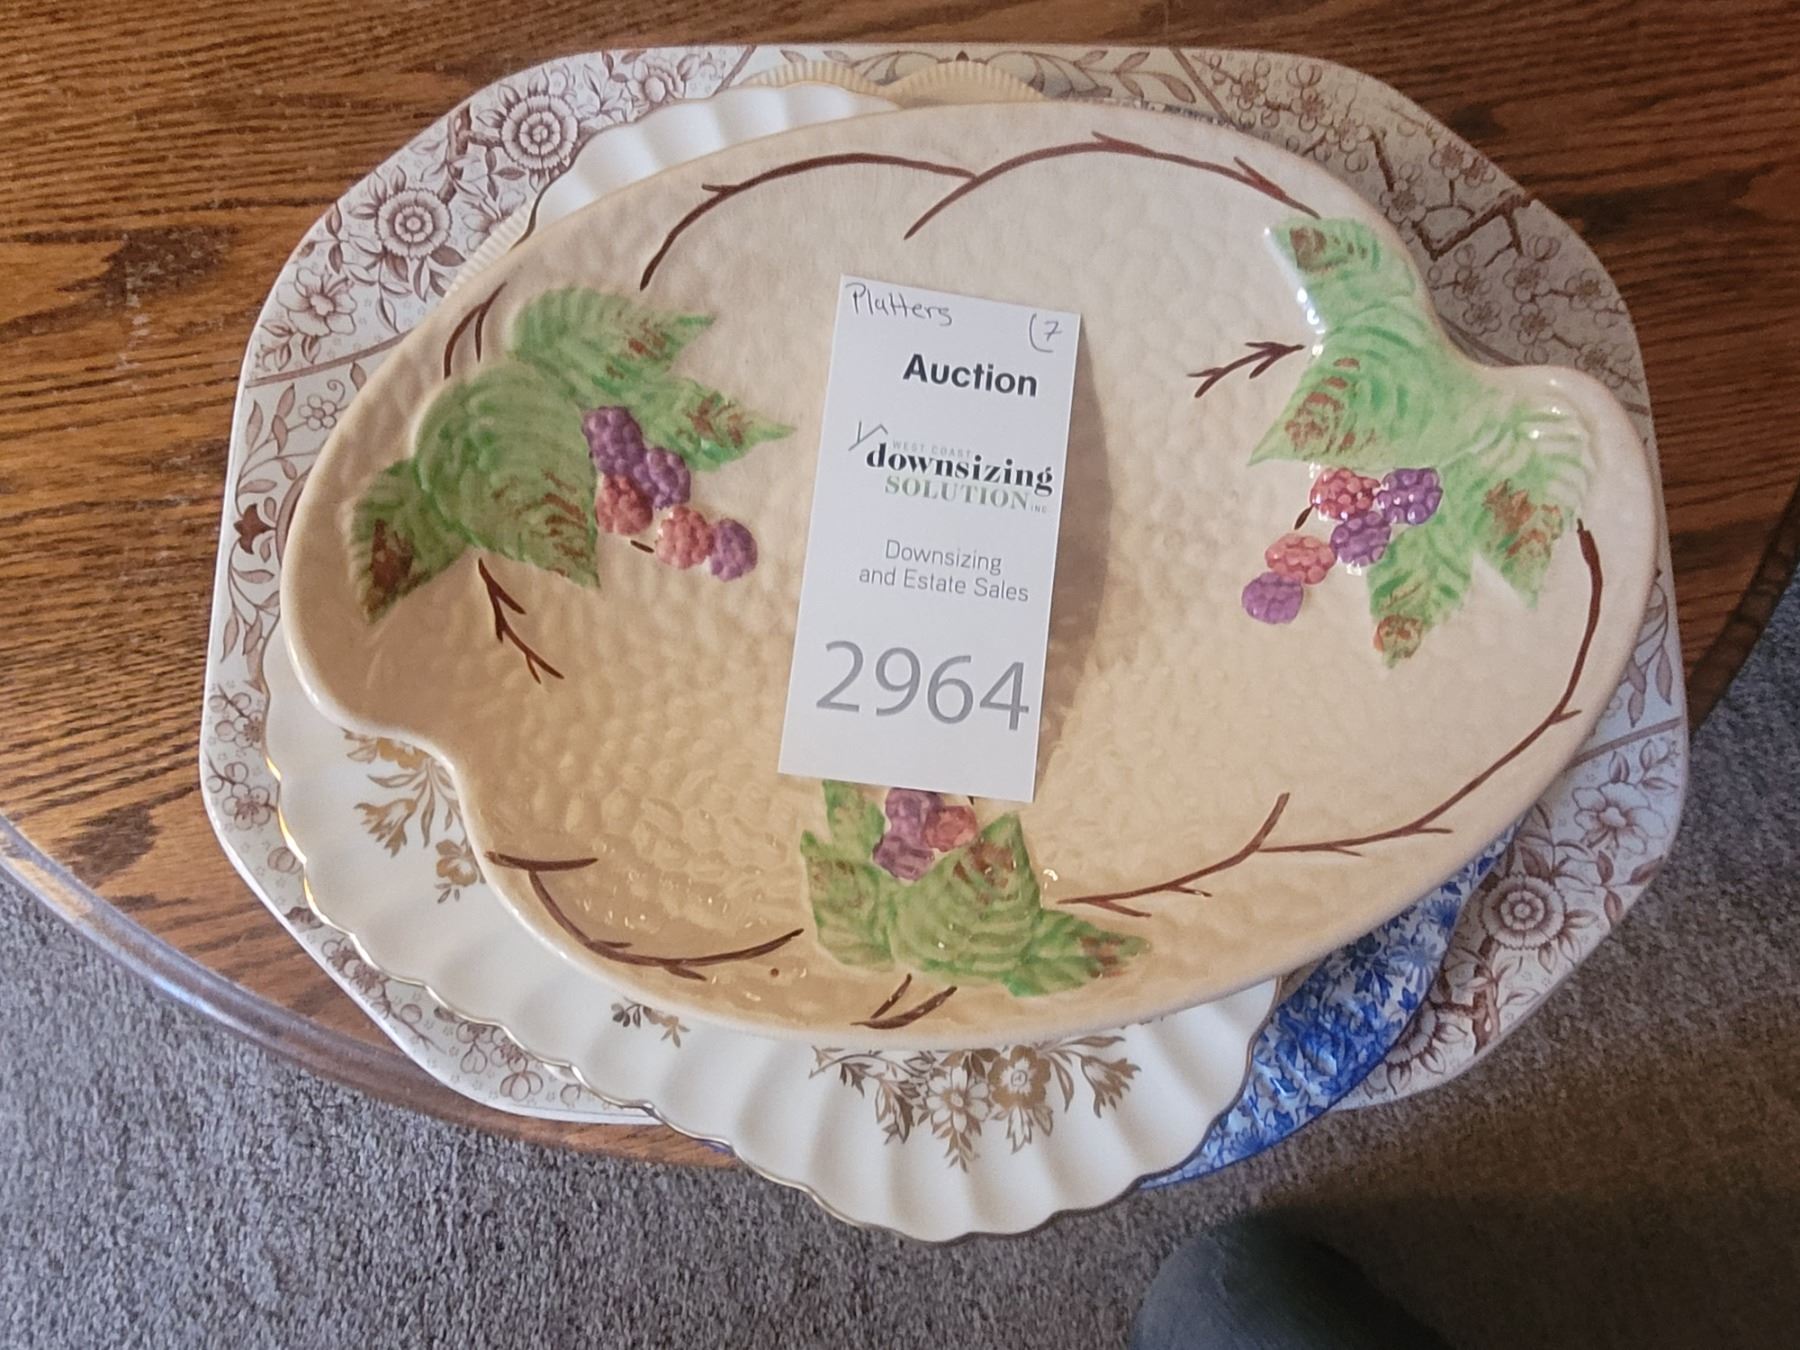 Platters (7
Auction
WEST COAST
downsizing
SOLUTION INC
Downsizing
and Estate Sales
2964